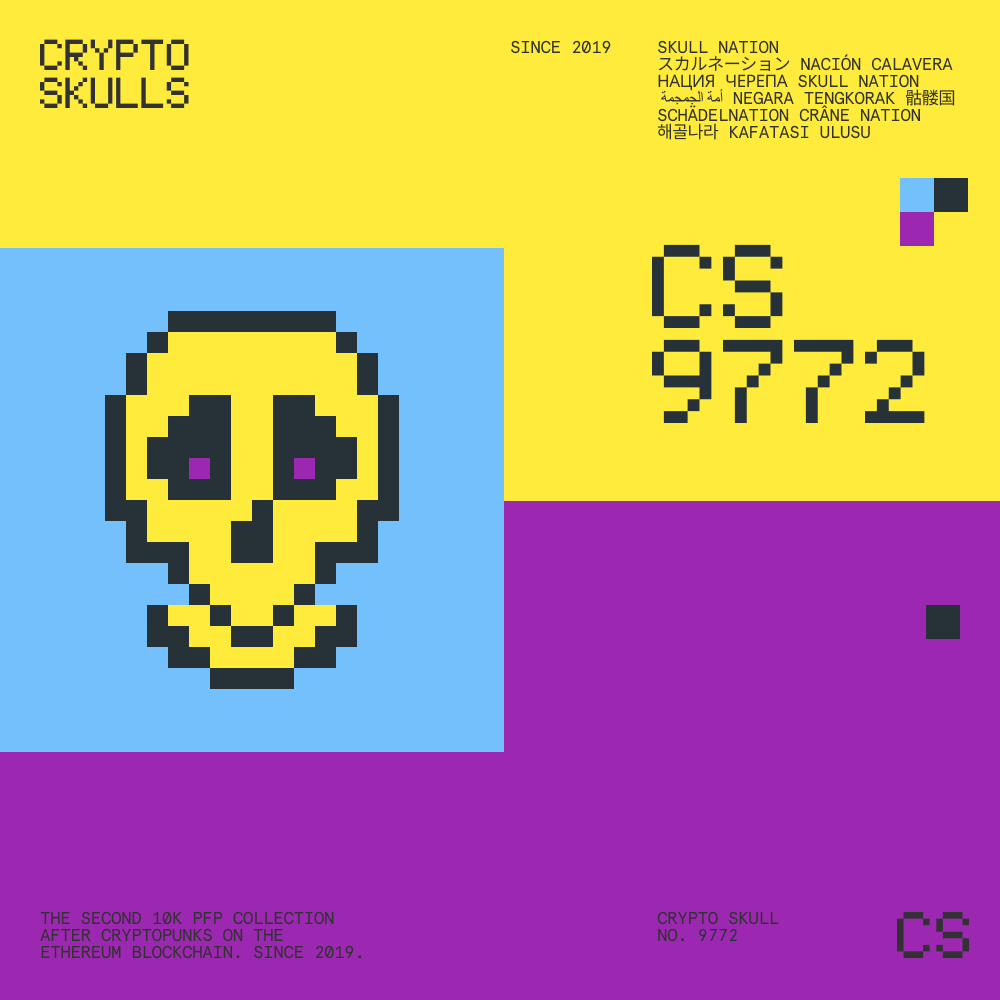 CRYPTO
SKULLS
SINCE 2019
SKULL NATION
スカルネーション NACIÓN CALAVERA
НАЦИЯ ЧЕРЕПА SKULL NATION
أمة الجمجمة NEGARA TENGKORAK 骷髅国
SCHÄDELNATION CRÂNE NATION
해골나라 KAFATASI ULUSU
CS
9772
THE SECOND 10K PFP COLLECTION
AFTER CRYPTOPUNKS ON THE
ETHEREUM BLOCKCHAIN. SINCE 2019.
CRYPTO SKULL
NO. 9772
CS